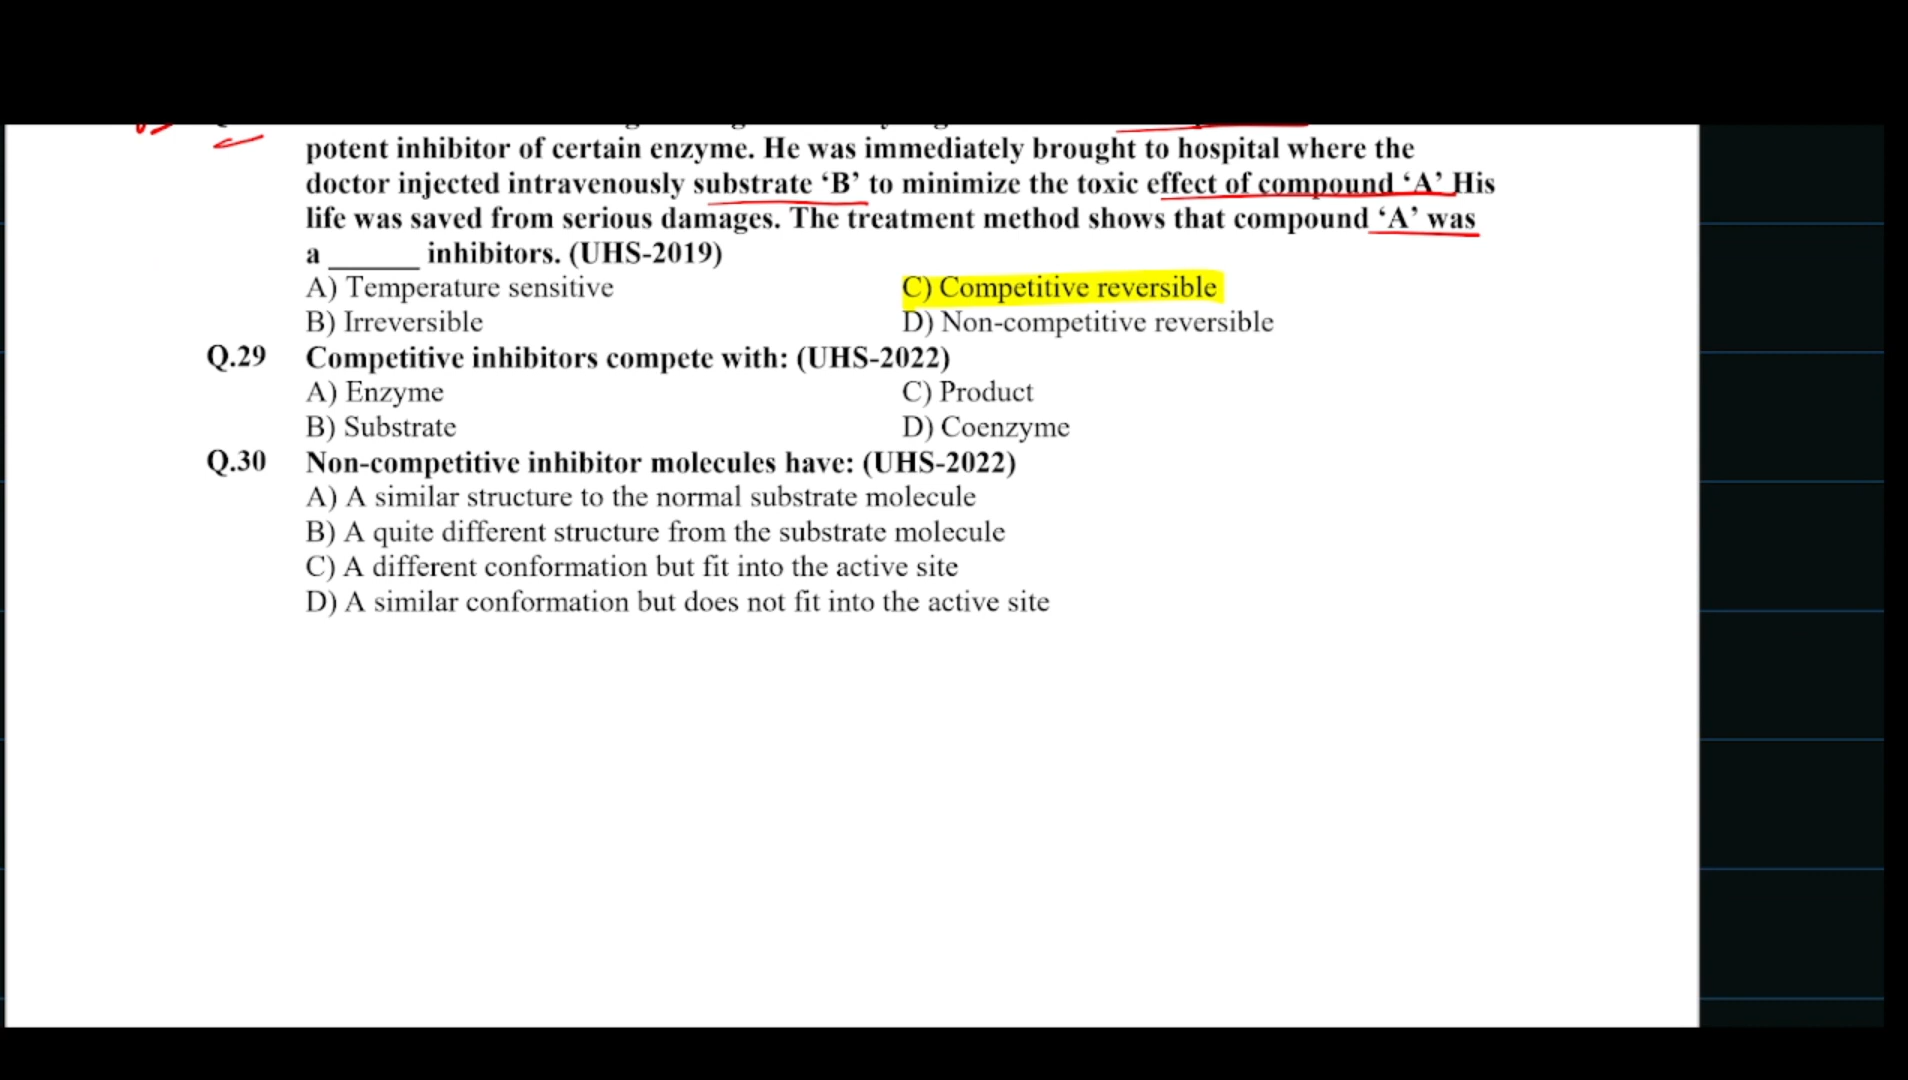 potent inhibitor of certain enzyme. He was immediately brought to hospital where the
doctor injected intravenously substrate ‘B’ to minimize the toxic effect of compound ‘A’ His
life was saved from serious damages. The treatment method shows that compound ‘A’ was
a ______ inhibitors. (UHS-2019)
A) Temperature sensitive C) Competitive reversible
B) Irreversible D) Non-competitive reversible
Q.29 Competitive inhibitors compete with: (UHS-2022)
A) Enzyme C) Product
B) Substrate D) Coenzyme
Q.30 Non-competitive inhibitor molecules have: (UHS-2022)
A) A similar structure to the normal substrate molecule
B) A quite different structure from the substrate molecule
C) A different conformation but fit into the active site
D) A similar conformation but does not fit into the active site